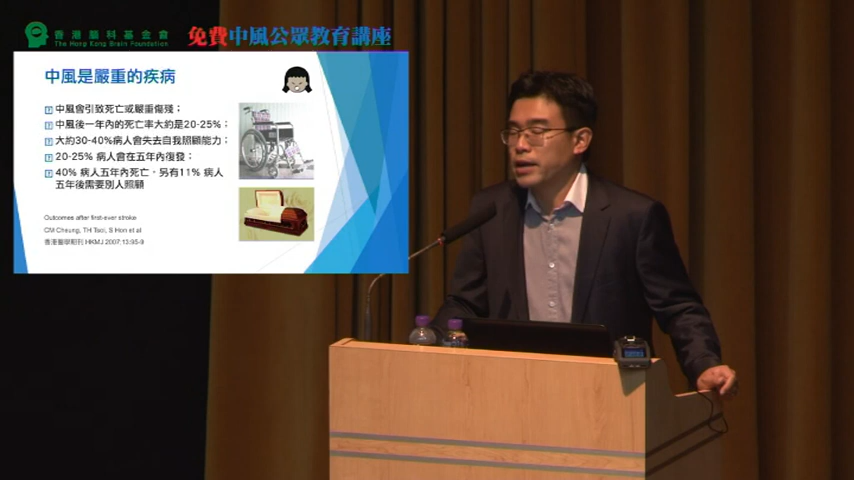 香港腦科基金會
The Hong Kong Brain Foundation
免費中風公眾教育講座
中風是嚴重的疾病
中風會引致死亡或嚴重傷殘；
中風後一年內的死亡率大約是20-25%；
大約30-40%病人會失去自我照顧能力；
20-25% 病人會在五年內復發；
40% 病人五年內死亡，另有11% 病人
五年後需要別人照顧
Outcomes after first-ever stroke
CM Cheung, TH Tsoi, S Hon et al
香港醫學期刊 HKMJ 2007;13:95-9